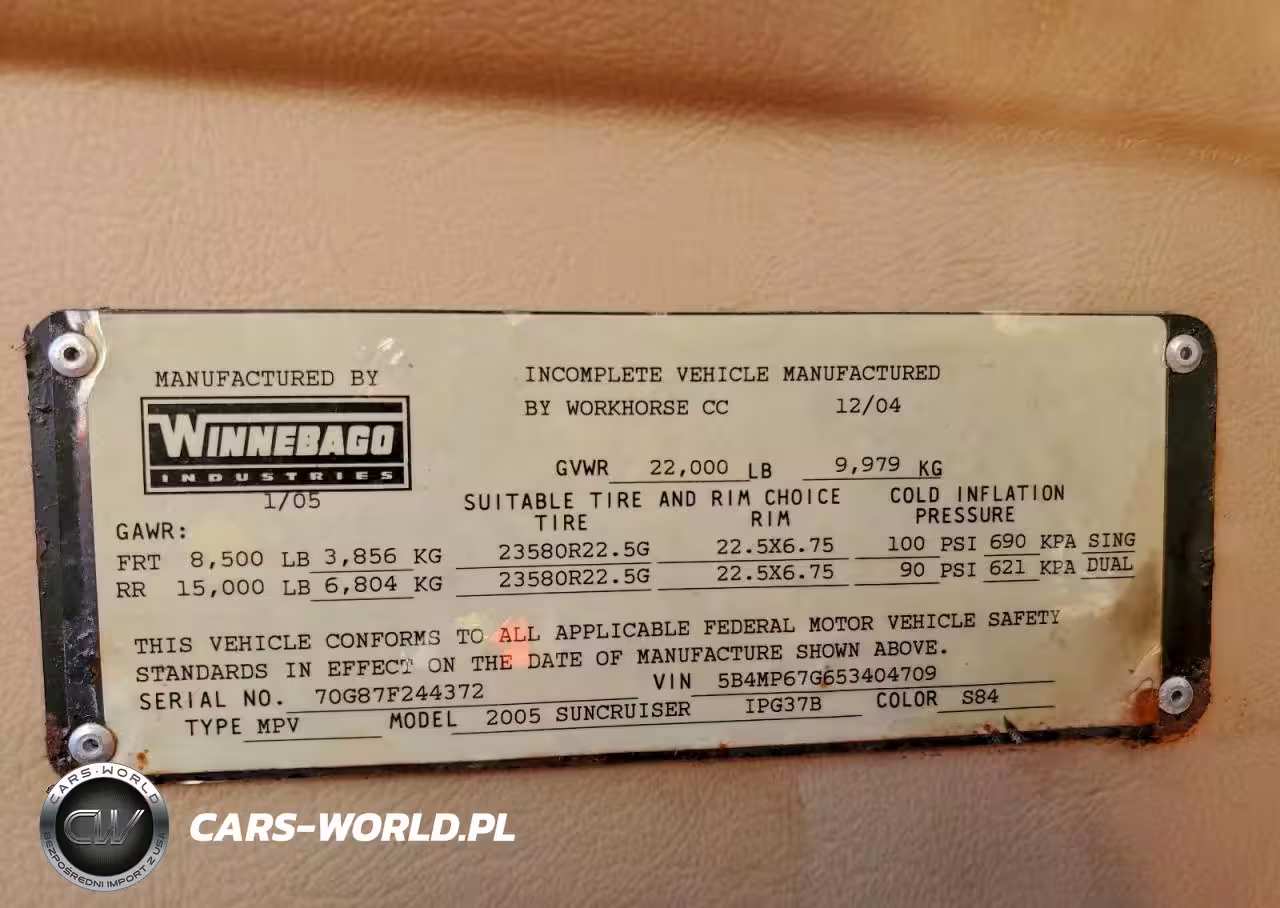 MANUFACTURED BY
WINNEBAGO
INDUSTRIES
1/05
INCOMPLETE VEHICLE MANUFACTURED
BY WORKHORSE CC 12/04
GVWR 22,000 LB 9,979 KG
SUITABLE TIRE AND RIM CHOICE COLD INFLATION
GAWR: TIRE RIM PRESSURE
FRT 8,500 LB 3,856 KG 23580R22.5G 22.5X6.75 100 PSI 690 KPA SING
RR 15,000 LB 6,804 KG 23580R22.5G 22.5X6.75 90 PSI 621 KPA DUAL
THIS VEHICLE CONFORMS TO ALL APPLICABLE FEDERAL MOTOR VEHICLE SAFETY
STANDARDS IN EFFECT ON THE DATE OF MANUFACTURE SHOWN ABOVE.
SERIAL NO. 70G87F244372 VIN 5B4MP67G653404709
TYPE MPV MODEL 2005 SUNCRUISER IPG37B COLOR S84
CARS-WORLD
CW
BEZPOŚREDNI IMPORT Z USA
CARS-WORLD.PL